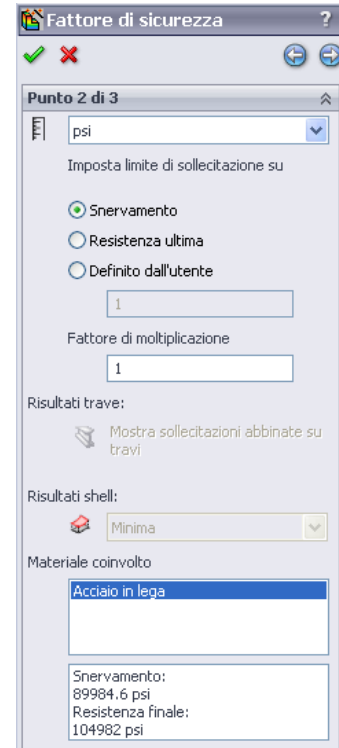 Fattore di sicurezza ?
Punto 2 di 3
psi
Imposta limite di sollecitazione su
Snervamento
Resistenza ultima
Definito dall'utente
1
Fattore di moltiplicazione
1
Risultati trave:
Mostra sollecitazioni abbinate su
travi
Risultati shell:
Minima
Materiale coinvolto
Acciaio in lega
Snervamento:
89984.6 psi
Resistenza finale:
104982 psi